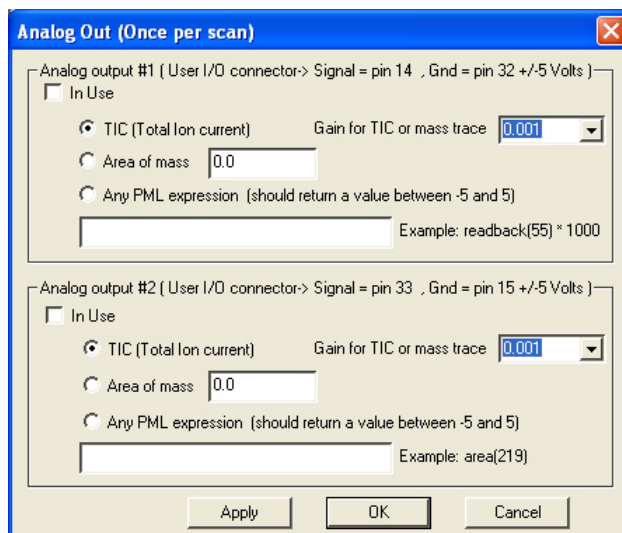 Analog Out (Once per scan)
Analog output #1 ( User I/O connector-> Signal = pin 14 , Gnd = pin 32 +/-5 Volts )
In Use
TIC (Total Ion current) Gain for TIC or mass trace 0.001
Area of mass 0.0
Any PML expression (should return a value between -5 and 5)
Example: readback(55) * 1000
Analog output #2 ( User I/O connector-> Signal = pin 33 , Gnd = pin 15 +/-5 Volts )
In Use
TIC (Total Ion current) Gain for TIC or mass trace 0.001
Area of mass 0.0
Any PML expression (should return a value between -5 and 5)
Example: area(219)
Apply OK Cancel